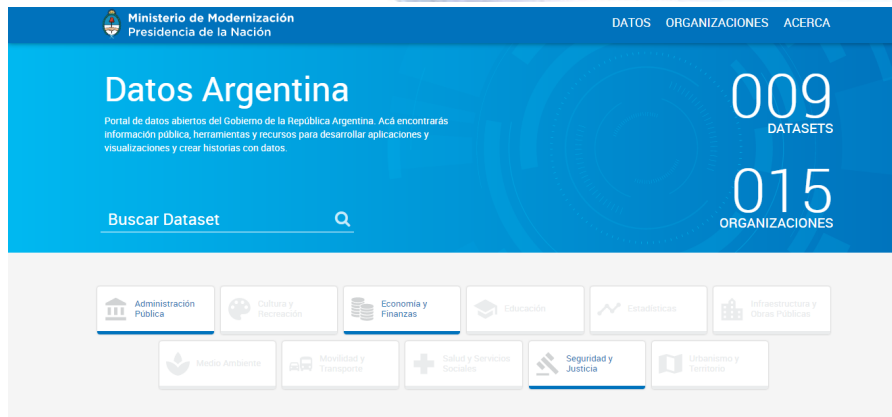 Ministerio de Modernización
Presidencia de la Nación
DATOS ORGANIZACIONES ACERCA
Datos Argentina
Portal de datos abiertos del Gobierno de la República Argentina. Acá encontrarás
información pública, herramientas y recursos para desarrollar aplicaciones y
visualizaciones y crear historias con datos.
009
DATASETS
015
ORGANIZACIONES
Buscar Dataset
Administración
Pública
Cultura y
Recreación
Economía y
Finanzas
Educación
Estadísticas
Infraestructura y
Obras Públicas
Medio Ambiente
Movilidad y
Transporte
Salud y Servicios
Sociales
Seguridad y
Justicia
Urbanismo y
Territorio